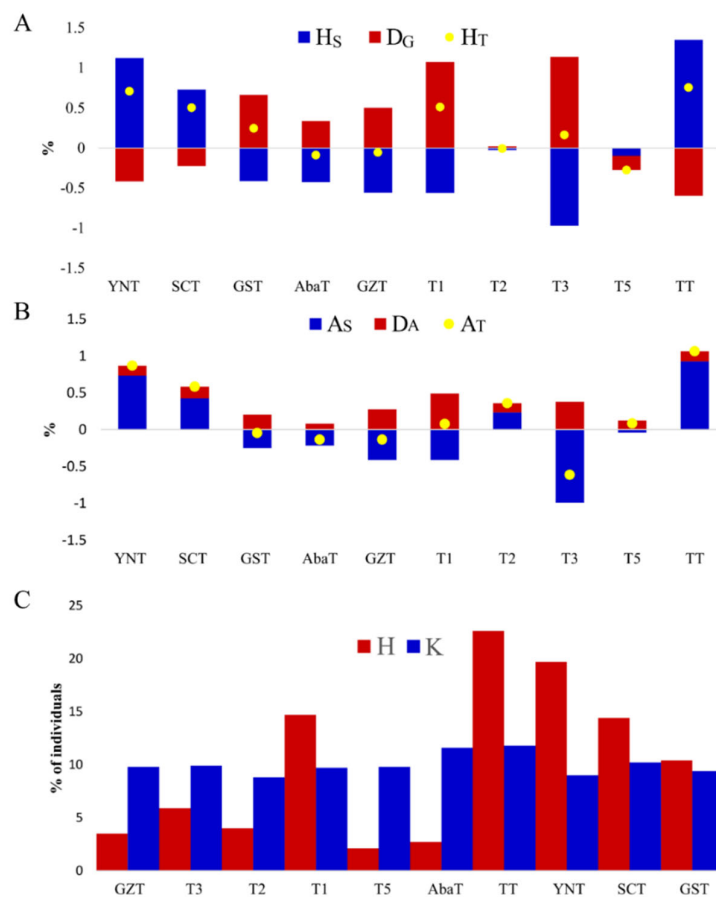 A
1.5
HS DG HT
1
0.5
0
%
-0.5
-1
-1.5
YNT SCT GST AbaT GZT T1 T2 T3 T5 TT
B
1.5
AS DA AT
1
0.5
0
%
-0.5
-1
-1.5
YNT SCT GST AbaT GZT T1 T2 T3 T5 TT
C
25
H K
20
15
% of individuals
10
5
0
GZT T3 T2 T1 T5 AbaT TT YNT SCT GST